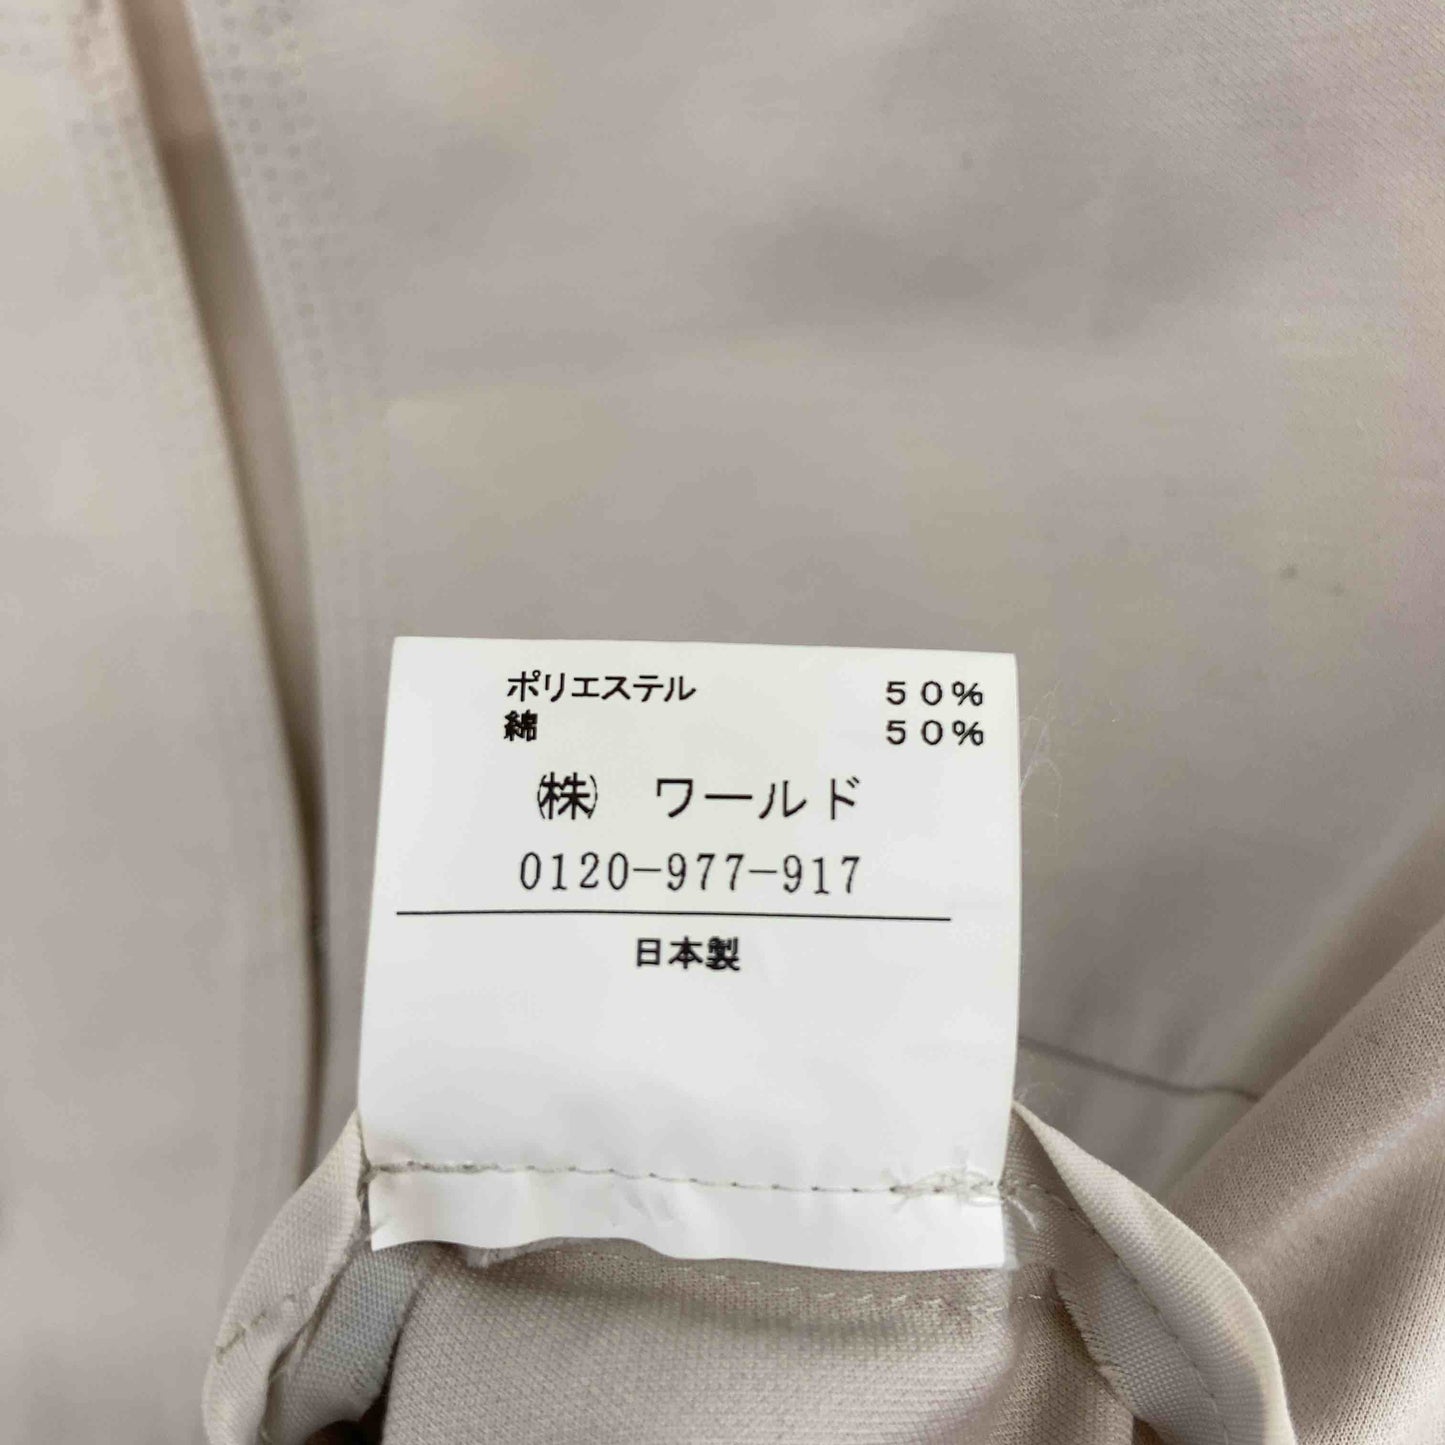 ポリエステル ５０％
綿 ５０％
㈱ ワールド
0120-977-917
日本製